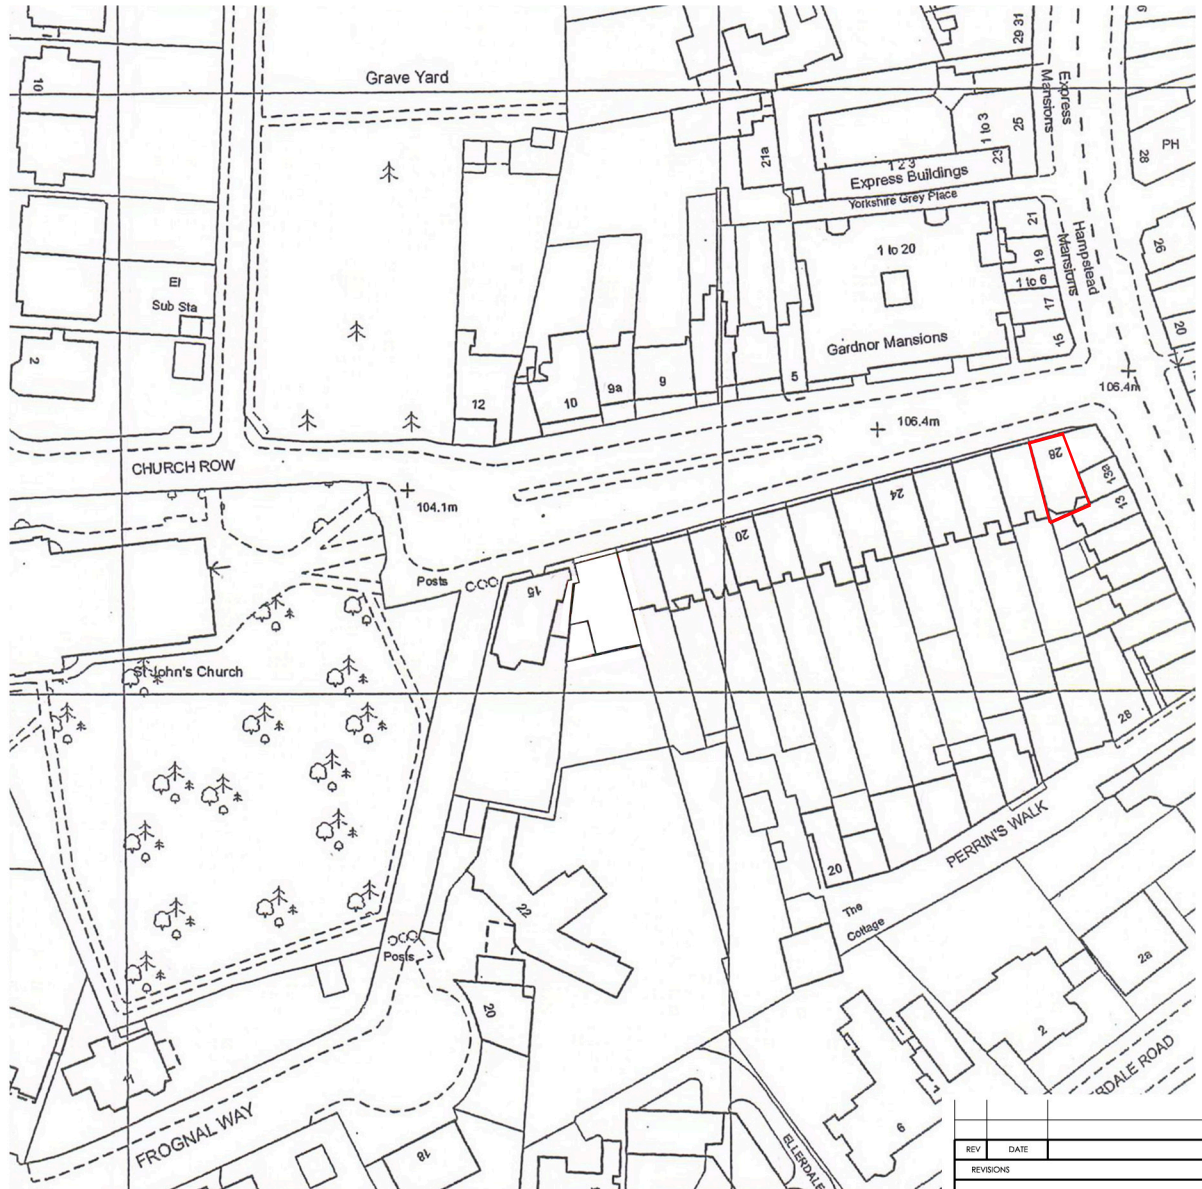 29 31
10
Grave Yard
Express
Mansions
1 to 3
25
23
PH
28
21a
1 2 3
Express Buildings
Yorkshire Grey Place
21
19
1 to 6
17
15
Hampstead
Mansions
26
20
1 to 20
El
Sub Sta
2
Gardnor Mansions
12
10
9a
9
5
106.4m
106.4m
CHURCH ROW
104.1m
28
13a
13
24
20
Posts
15
St John's Church
28
PERRIN'S WALK
20
The
Cottage
22
Posts
2a
20
2
11
ERDALE ROAD
FROGNAL WAY
18
6
ELLERDALE
REV
DATE
REVISIONS